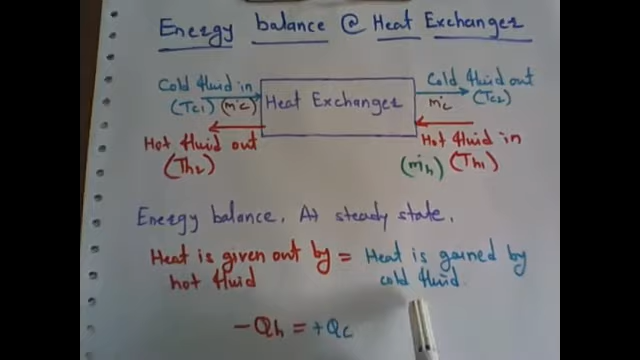 Energy balance @ Heat Exchanger
Cold fluid in
(Tc1) (ṁc)
Heat Exchanger
Cold fluid out
ṁc (Tc2)
Hot fluid out
(Th2)
Hot fluid in
(ṁh) (Th1)
Energy balance. At steady state.
Heat is given out by = Heat is gained by
hot fluid cold fluid.
-Qh = +Qc